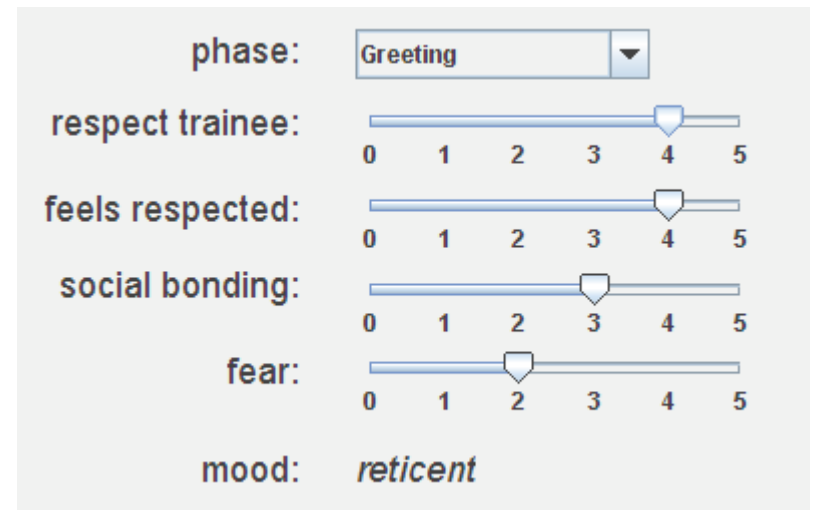 phase: Greeting
respect trainee:
0 1 2 3 4 5
feels respected:
0 1 2 3 4 5
social bonding:
0 1 2 3 4 5
fear:
0 1 2 3 4 5
mood: reticent